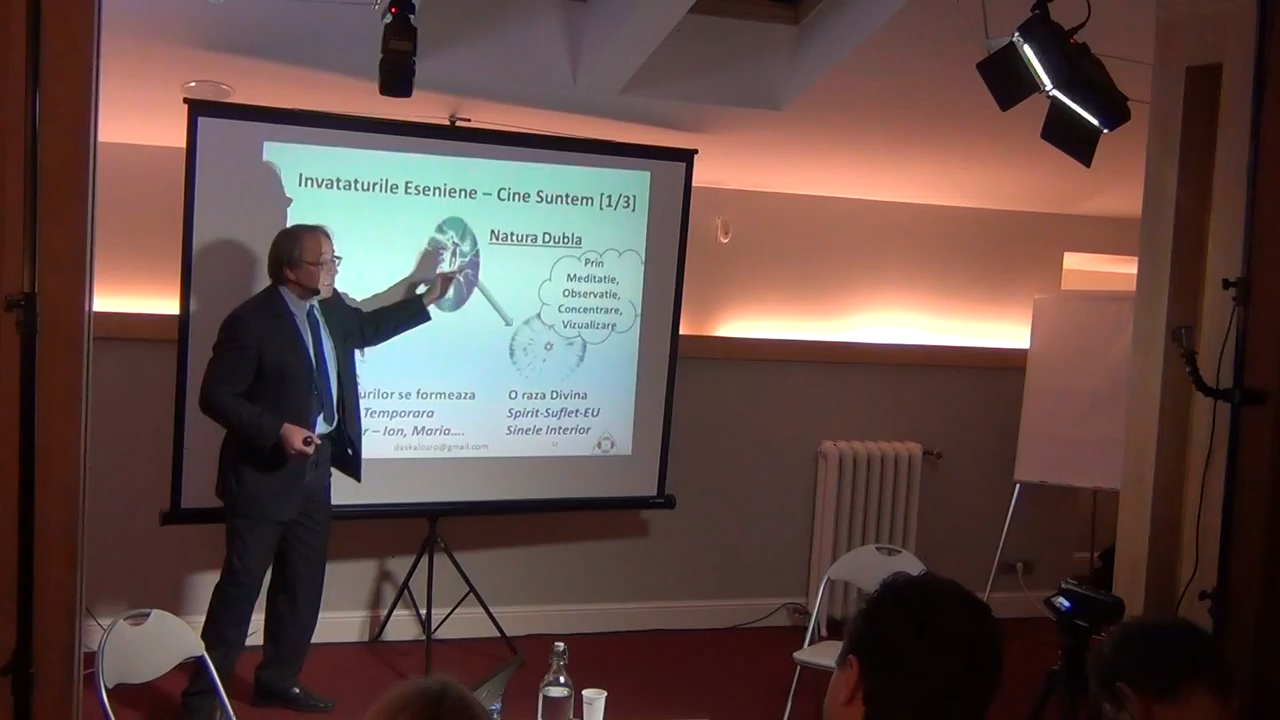 Invataturile Eseniene – Cine Suntem [1/3]
Natura Dubla
Prin
Meditatie,
Observatie,
Concentrare,
Vizualizare
urilor se formeaza
Temporara
r – Ion, Maria....
O raza Divina
Spirit-Suflet-EU
Sinele Interior
daskalosro@gmail.com